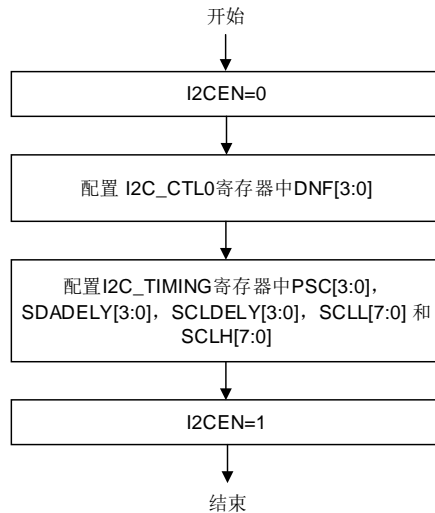 开始
I2CEN=0
配置 I2C_CTL0寄存器中DNF[3:0]
配置I2C_TIMING寄存器中PSC[3:0]，
SDADELY[3:0]，SCLDELY[3:0]，SCLL[7:0] 和
SCLH[7:0]
I2CEN=1
结束